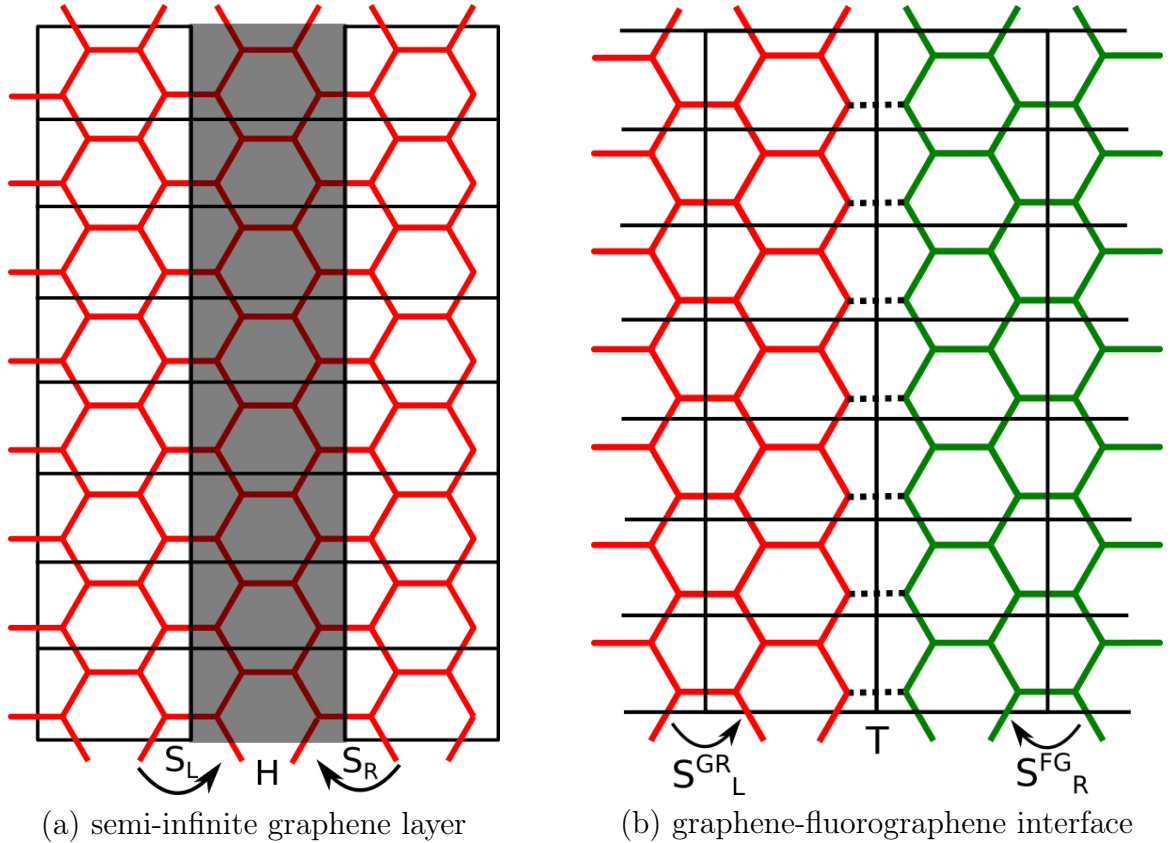 S_L H S_R
(a) semi-infinite graphene layer
S^GR_L T S^FG_R
(b) graphene-fluorographene interface